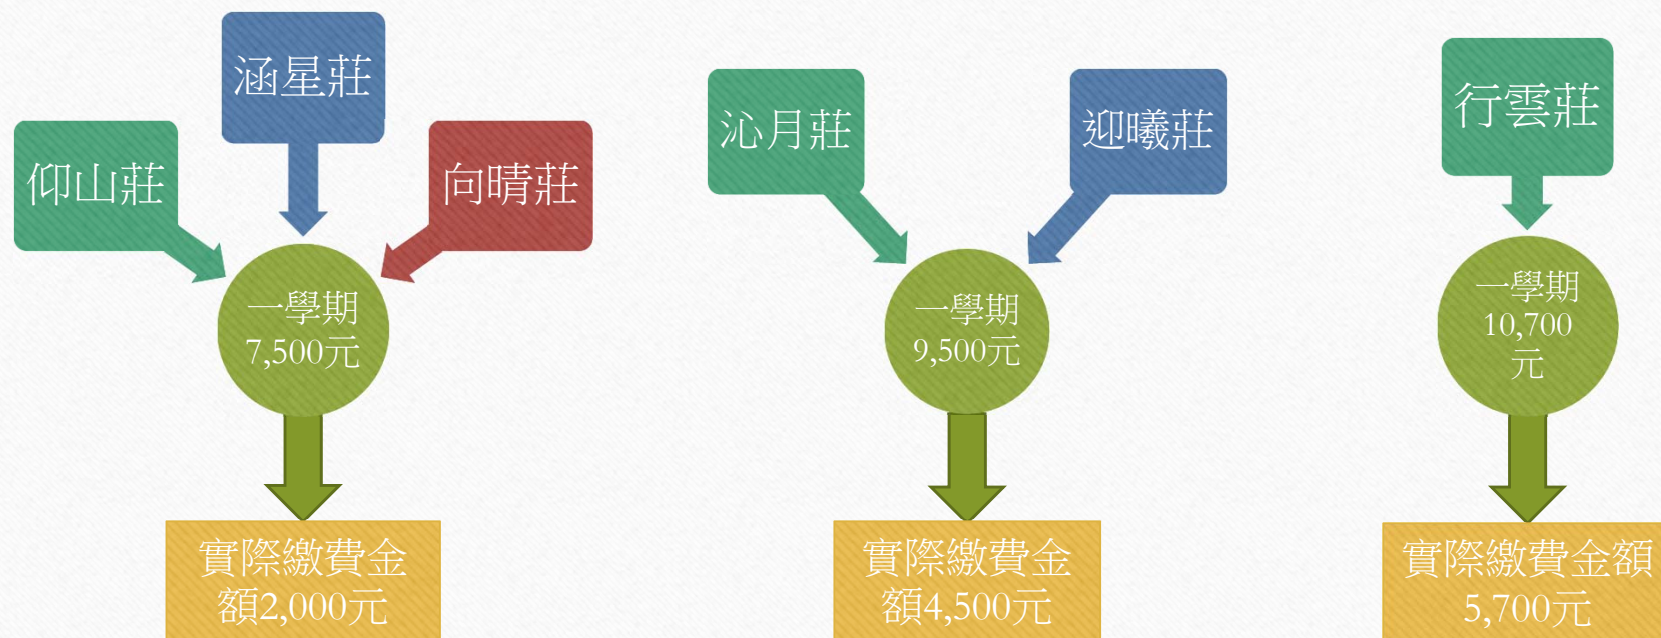 仰山莊
涵星莊
向晴莊
一學期
7,500元
實際繳費金
額2,000元
沁月莊
迎曦莊
一學期
9,500元
實際繳費金
額4,500元
行雲莊
一學期
10,700
元
實際繳費金額
5,700元